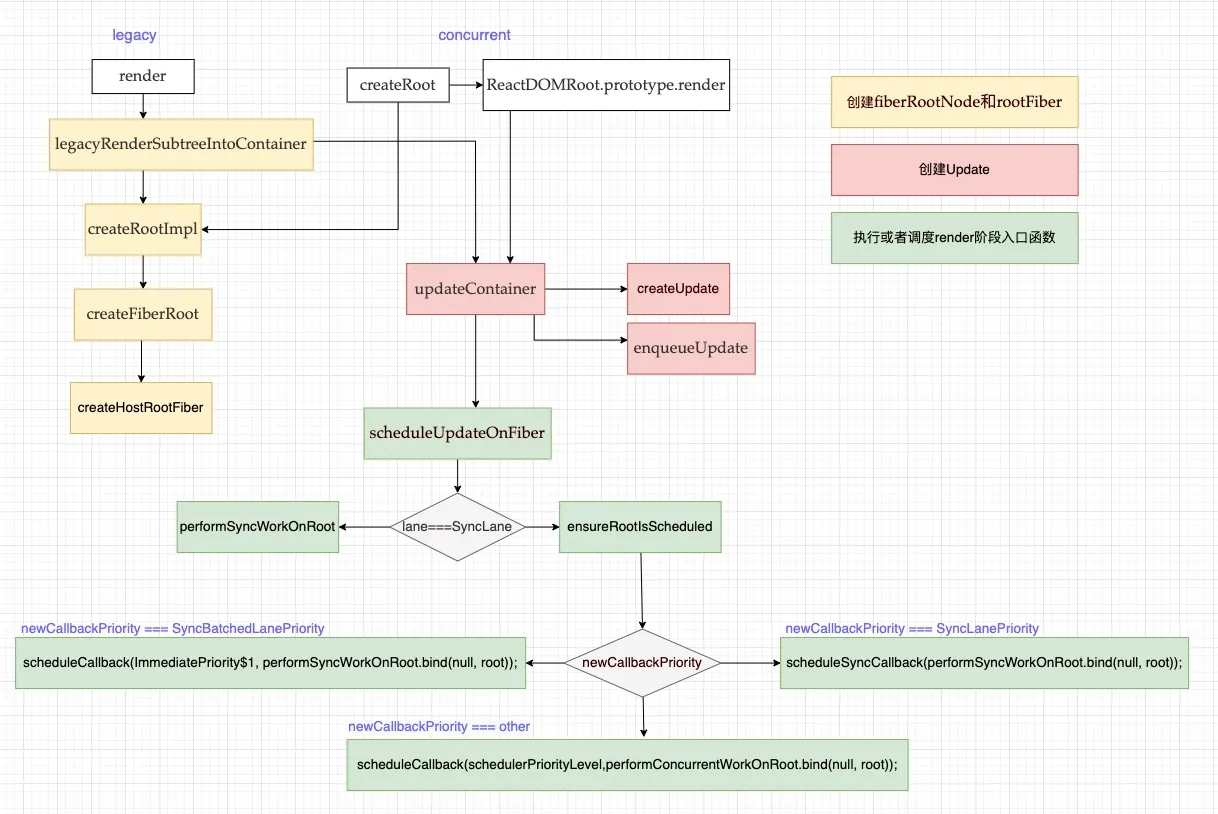 legacy
concurrent
render
createRoot
ReactDOMRoot.prototype.render
创建fiberRootNode和rootFiber
legacyRenderSubtreeIntoContainer
创建Update
createRootImpl
执行或者调度render阶段入口函数
updateContainer
createUpdate
createFiberRoot
enqueueUpdate
createHostRootFiber
scheduleUpdateOnFiber
performSyncWorkOnRoot
lane===SyncLane
ensureRootIsScheduled
newCallbackPriority === SyncBatchedLanePriority
newCallbackPriority === SyncLanePriority
scheduleCallback(ImmediatePriority$1, performSyncWorkOnRoot.bind(null, root));
newCallbackPriority
scheduleSyncCallback(performSyncWorkOnRoot.bind(null, root));
newCallbackPriority === other
scheduleCallback(schedulerPriorityLevel,performConcurrentWorkOnRoot.bind(null, root));